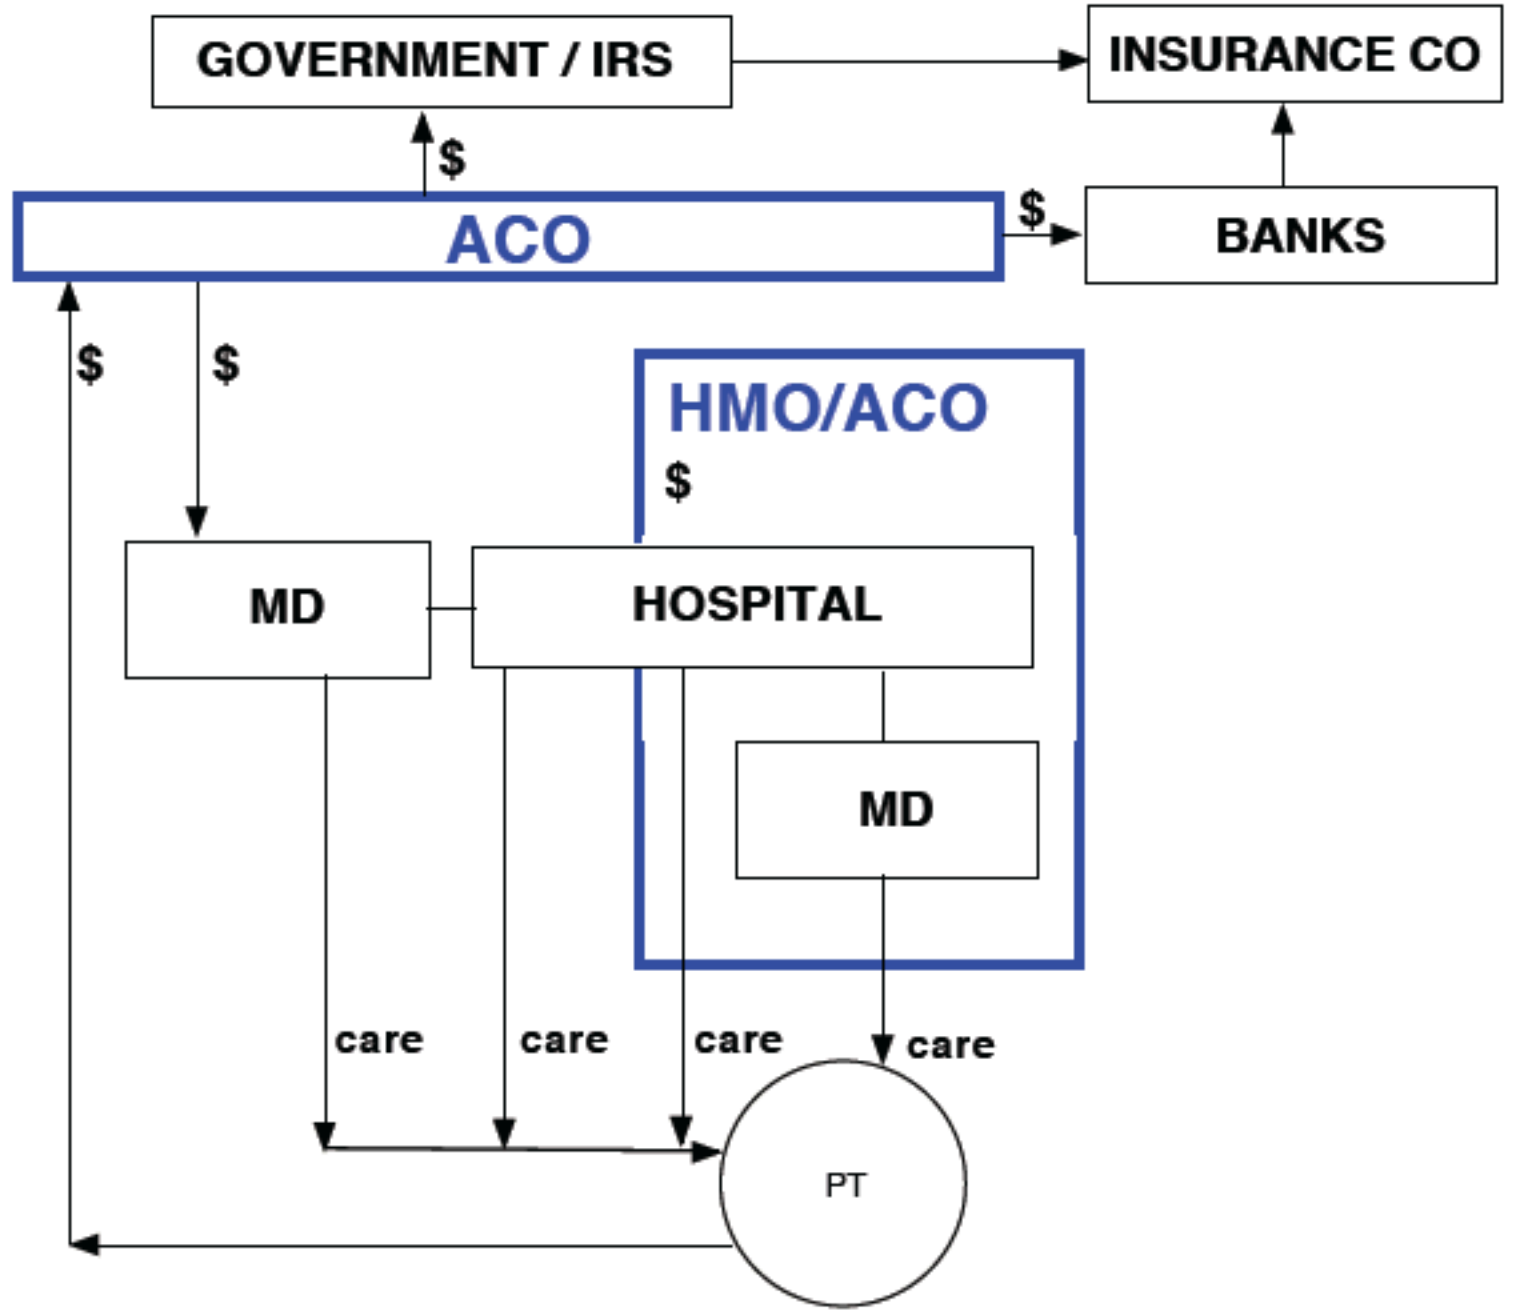 GOVERNMENT / IRS
INSURANCE CO
$
ACO
$
BANKS
$
$
HMO/ACO
$
MD
HOSPITAL
MD
care
care
care
care
PT